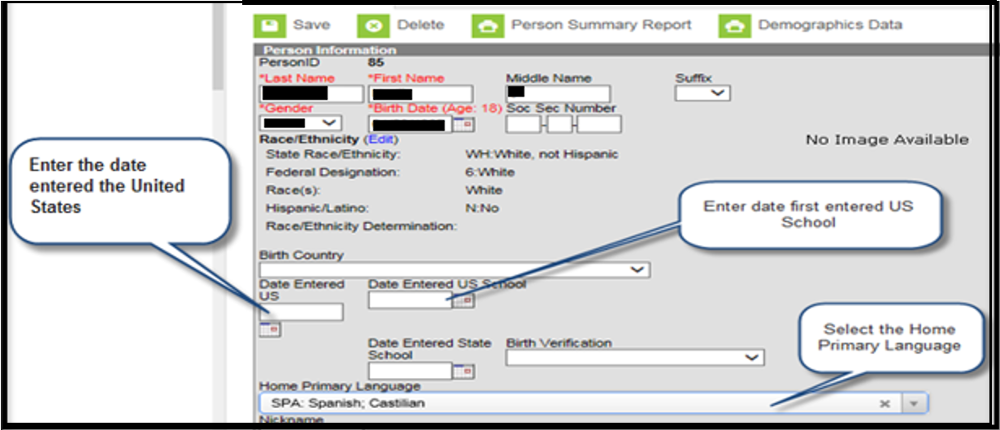 Save Delete Person Summary Report Demographics Data
Person Information
PersonID 85
*Last Name *First Name Middle Name Suffix
*Gender *Birth Date (Age: 18) Soc Sec Number
Race/Ethnicity (Edit)
No Image Available
State Race/Ethnicity: WH:White, not Hispanic
Federal Designation: 6:White
Race(s): White
Hispanic/Latino: N:No
Race/Ethnicity Determination:
Enter the date
entered the United
States
Enter date first entered US
School
Birth Country
Date Entered
US
Date Entered US School
Date Entered State
School
Birth Verification
Select the Home
Primary Language
Home Primary Language
SPA: Spanish; Castilian
Nickname